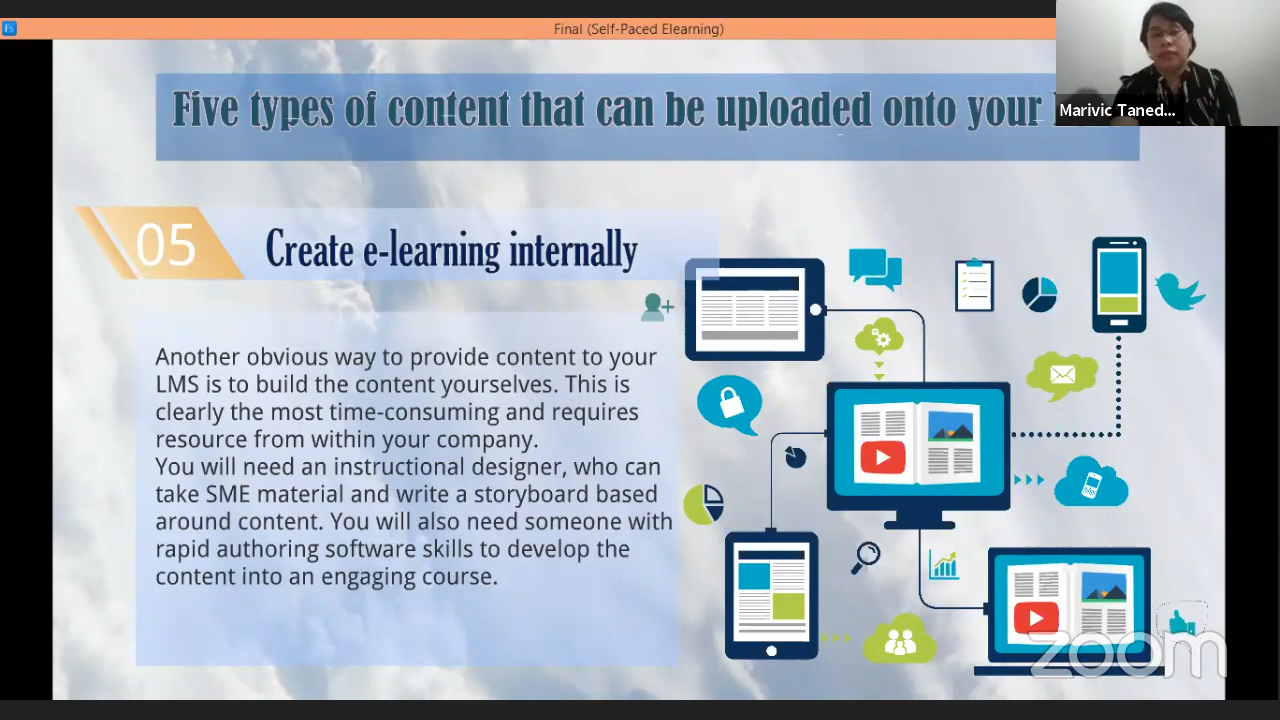 Final (Self-Paced Elearning)
Five types of content that can be uploaded onto your
Marivic Taned...
05
Create e-learning internally
Another obvious way to provide content to your
LMS is to build the content yourselves. This is
clearly the most time-consuming and requires
resource from within your company.
You will need an instructional designer, who can
take SME material and write a storyboard based
around content. You will also need someone with
rapid authoring software skills to develop the
content into an engaging course.
zoom